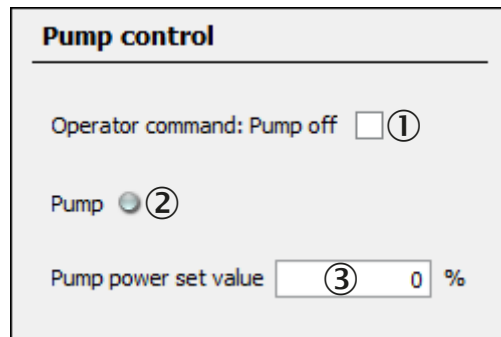 Pump control
Operator command: Pump off ①
Pump ②
Pump power set value ③ 0 %